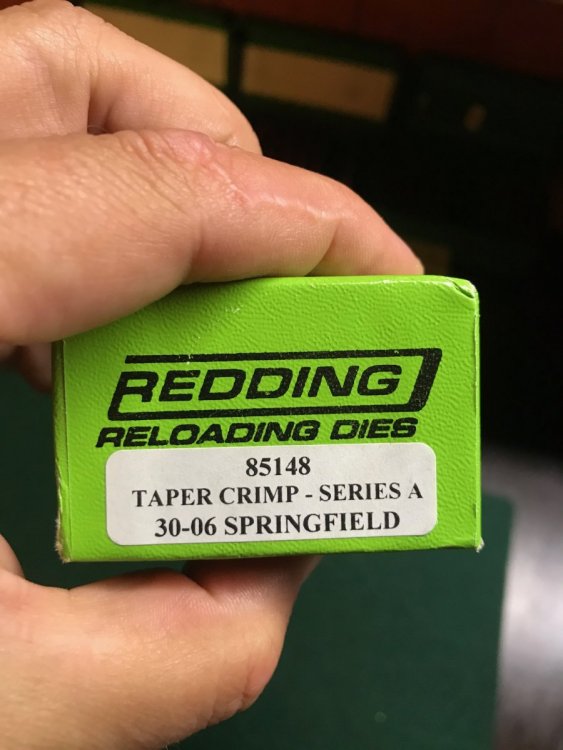 REDDING
RELOADING DIES
85148
TAPER CRIMP - SERIES A
30-06 SPRINGFIELD